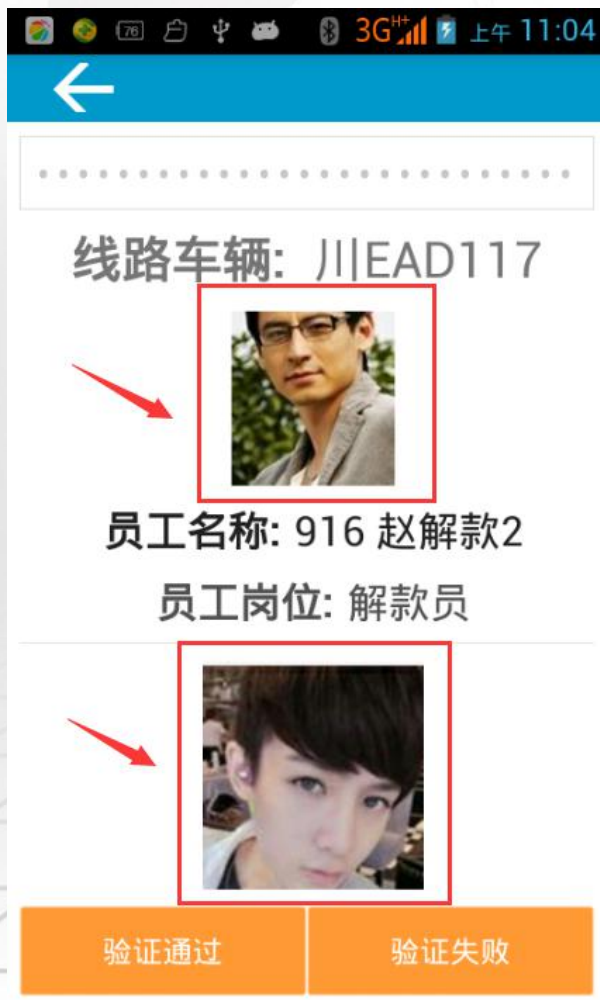 76 3G H+ 上午 11:04
线路车辆: 川EAD117
员工名称: 916 赵解款2
员工岗位: 解款员
验证通过 验证失败